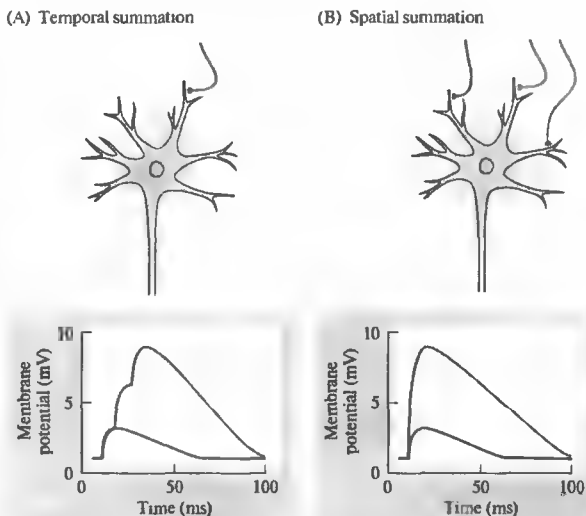 (A) Temporal summation
(B) Spatial summation
10
5
0
Membrane
potential (mV)
0
50
100
Time (ms)
10
5
0
Membrane
potential (mV)
0
50
100
Time (ms)